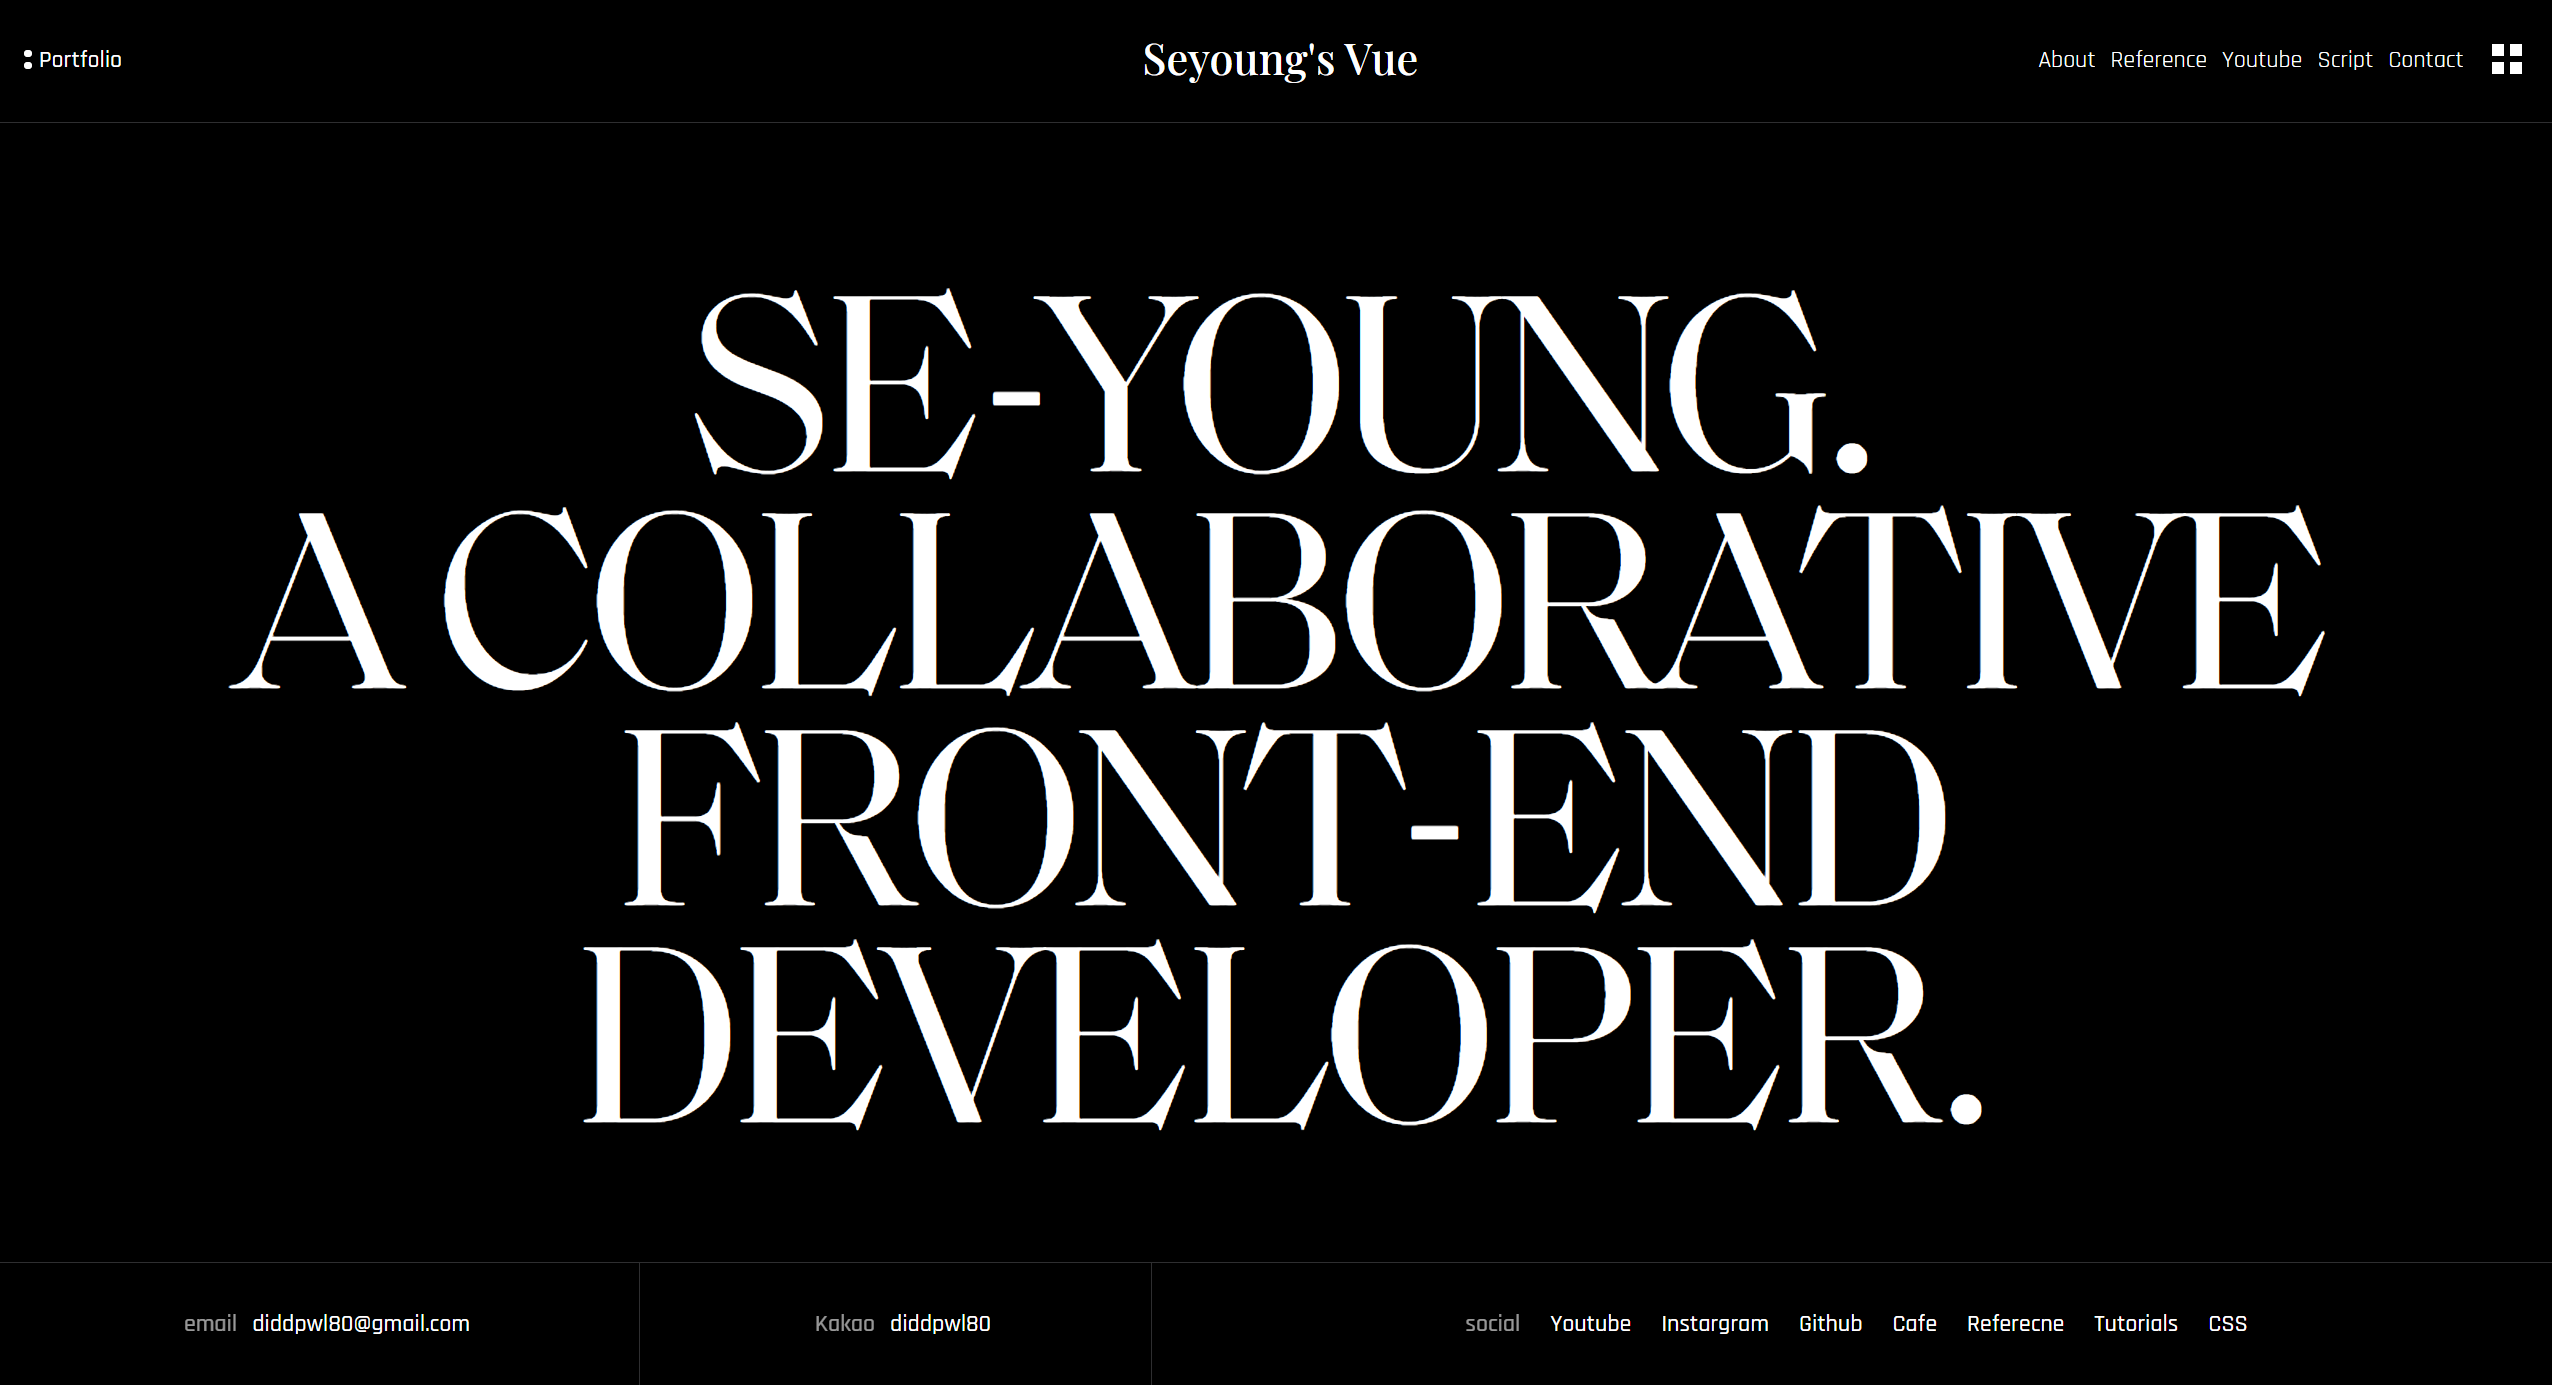 Portfolio
Seyoung's Vue
About Reference Youtube Script Contact
SE-YOUNG.
A COLLABORATIVE
FRONT-END
DEVELOPER.
email diddpwl80@gmail.com
Kakao diddpwl80
social Youtube Instargram Github Cafe Referecne Tutorials CSS